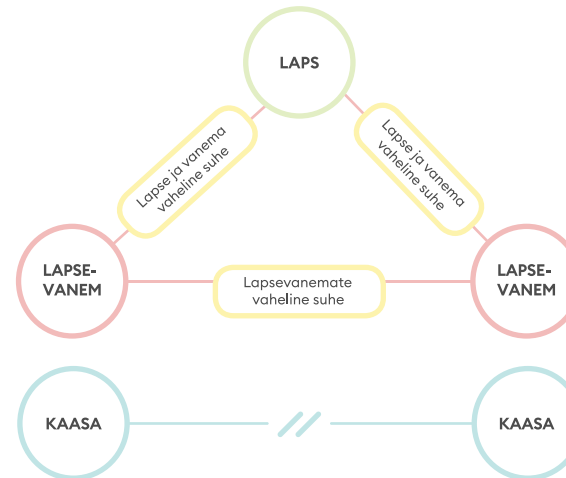 LAPS
Lapse ja vanema
vaheline suhe
Lapse ja vanema
vaheline suhe
LAPSE-
VANEM
Lapsevanemate
vaheline suhe
LAPSE-
VANEM
KAASA
KAASA